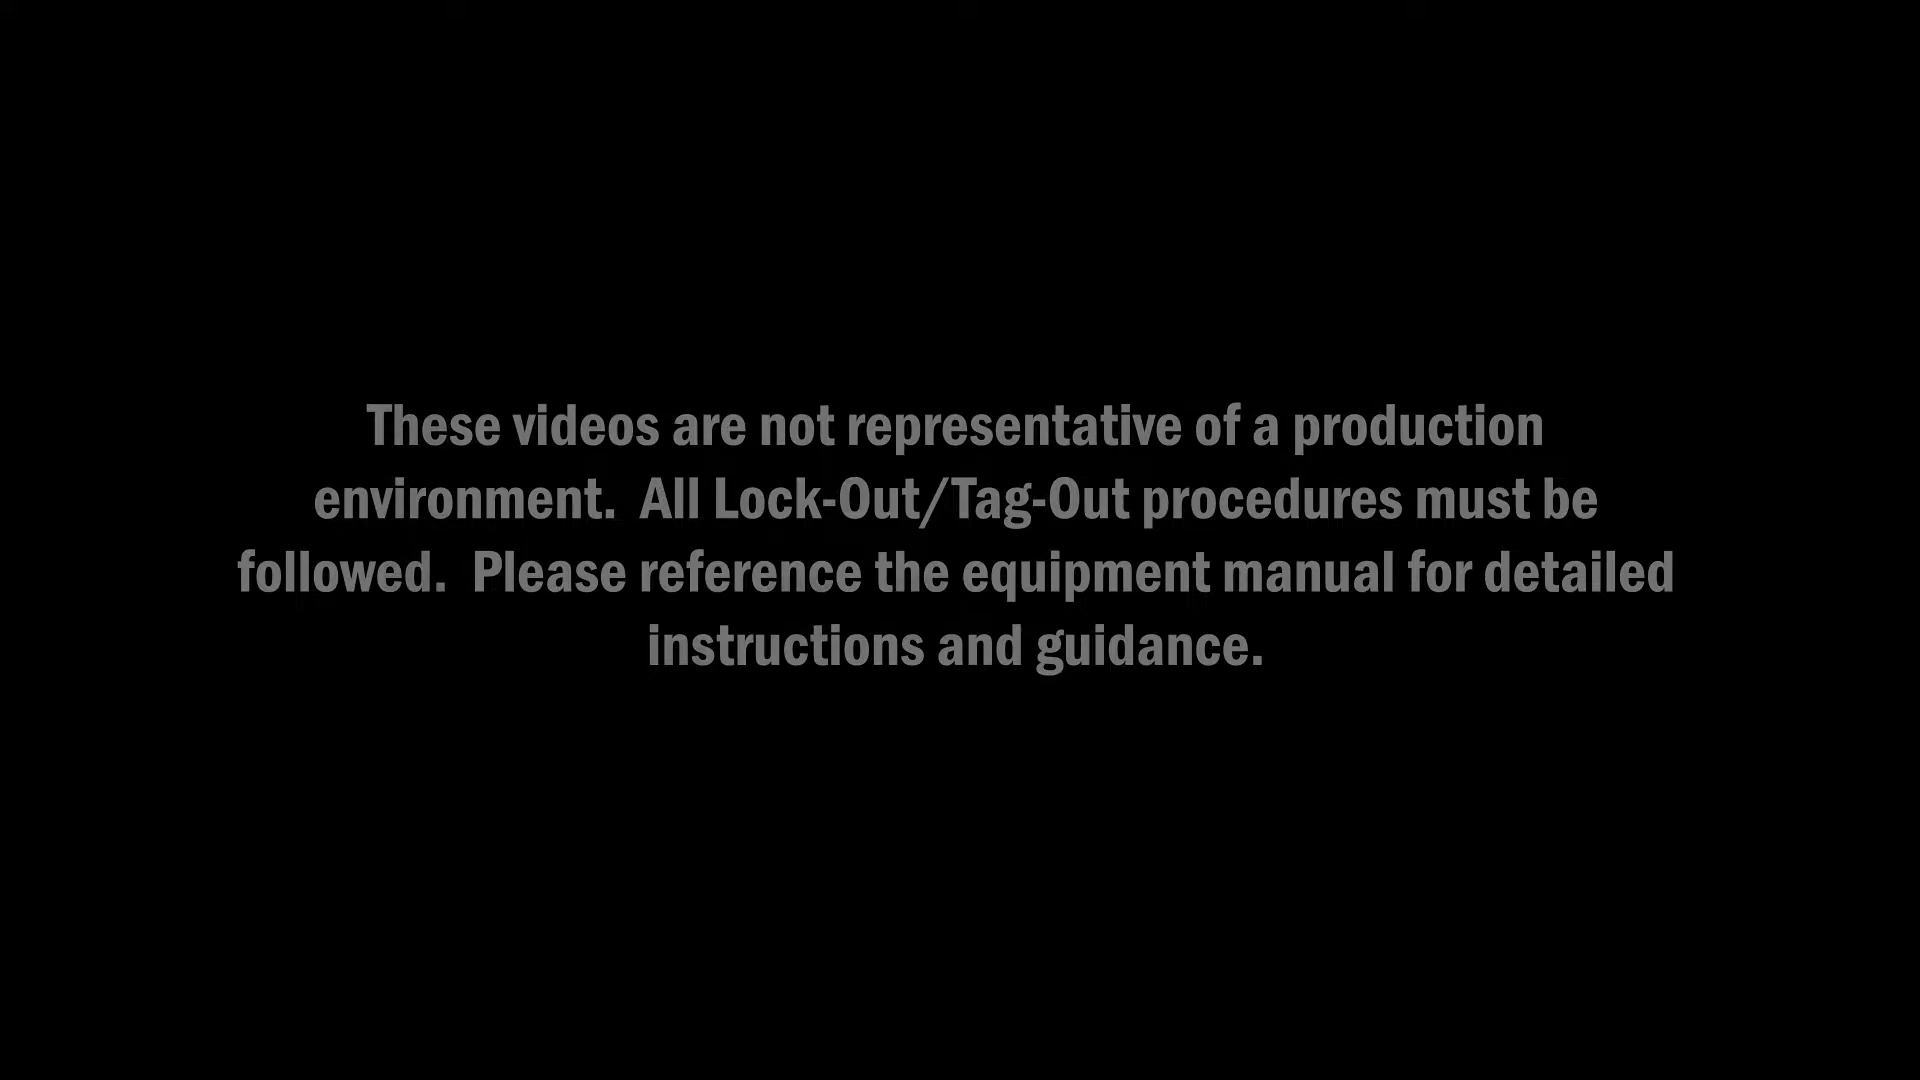 These videos are not representative of a production
environment.  All Lock-Out/Tag-Out procedures must be
followed.  Please reference the equipment manual for detailed
instructions and guidance.